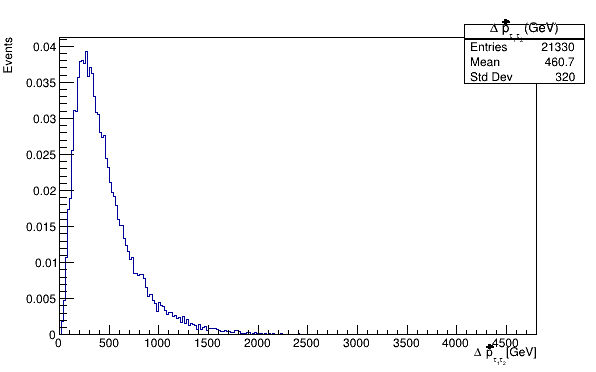 Δ p⃗τ₁τ₂ (GeV)
Entries 21330
Mean 460.7
Std Dev 320
Events
0.04
0.035
0.03
0.025
0.02
0.015
0.01
0.005
0
0 500 1000 1500 2000 2500 3000 3500 4000 4500
Δ p⃗τ₁τ₂ [GeV]